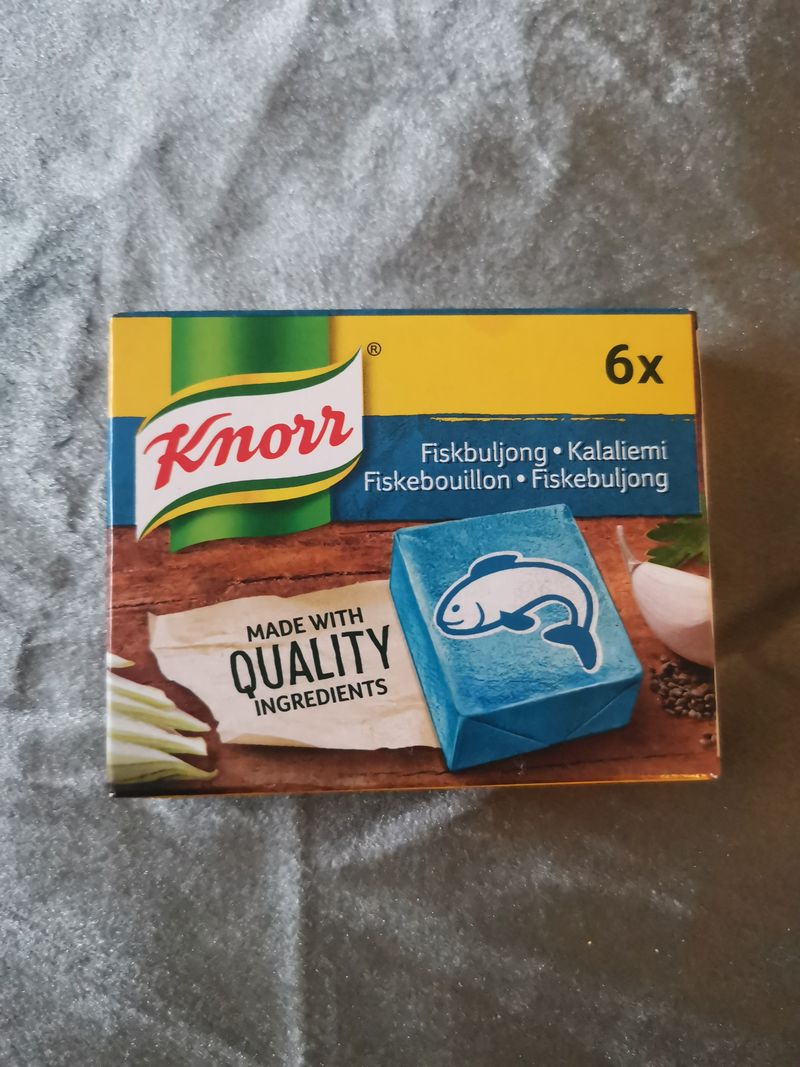 Knorr®
6x
Fiskbuljong • Kalaliemi
Fiskebouillon • Fiskebuljong
MADE WITH
QUALITY
INGREDIENTS